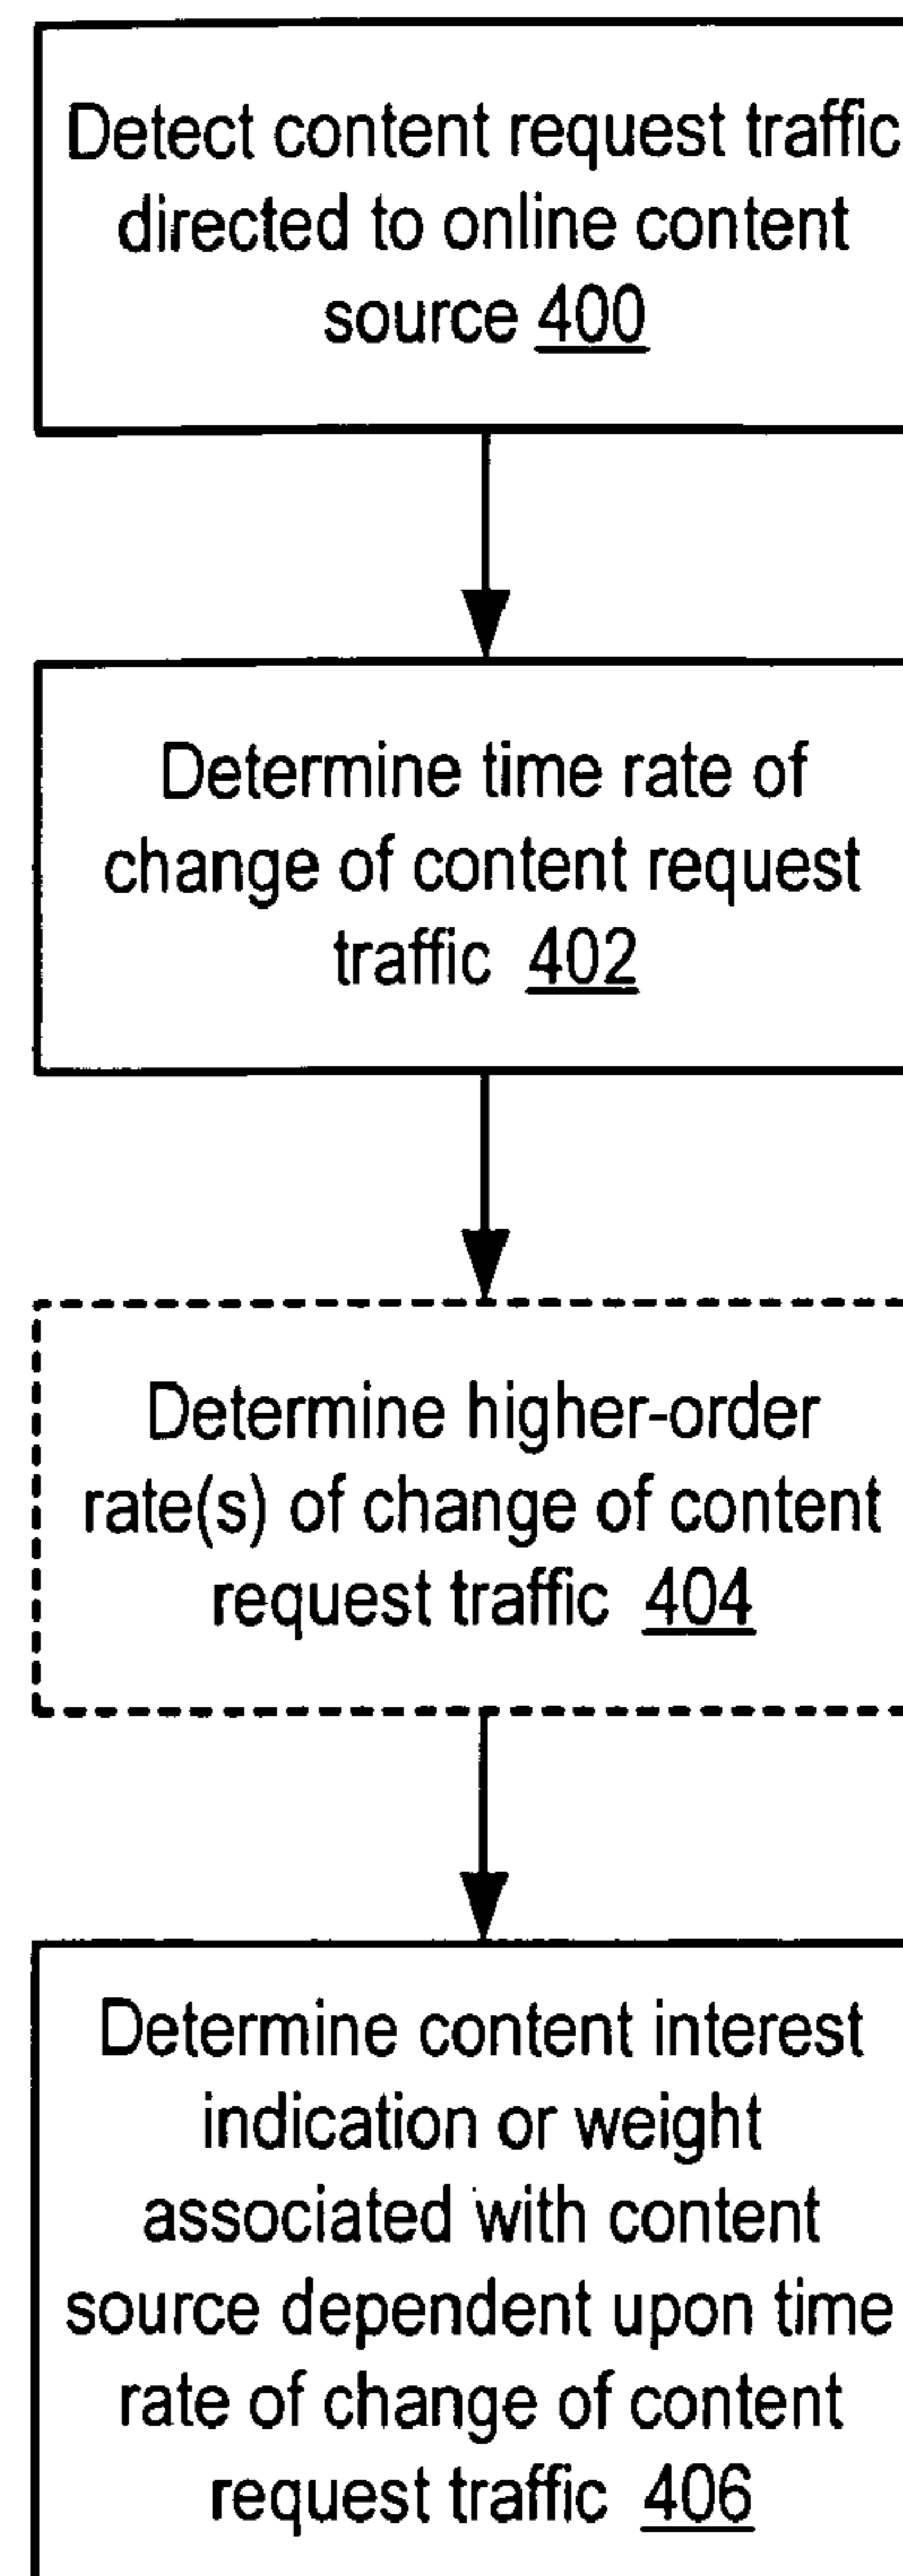 Detect content request traffic
directed to online content
source 400
Determine time rate of
change of content request
traffic 402
Determine higher-order
rate(s) of change of content
request traffic 404
Determine content interest
indication or weight
associated with content
source dependent upon time
rate of change of content
request traffic 406